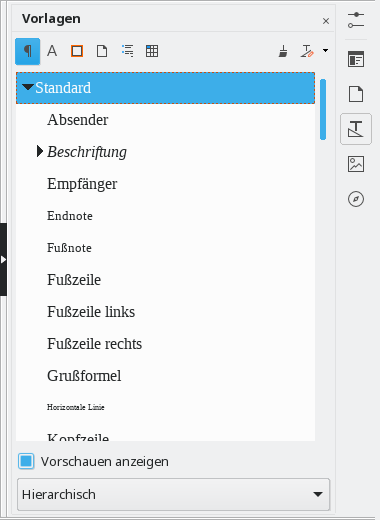 Vorlagen
Standard
Absender
Beschriftung
Empfänger
Endnote
Fußnote
Fußzeile
Fußzeile links
Fußzeile rechts
Grußformel
Horizontale Linie
Kopfzeile
Vorschauen anzeigen
Hierarchisch